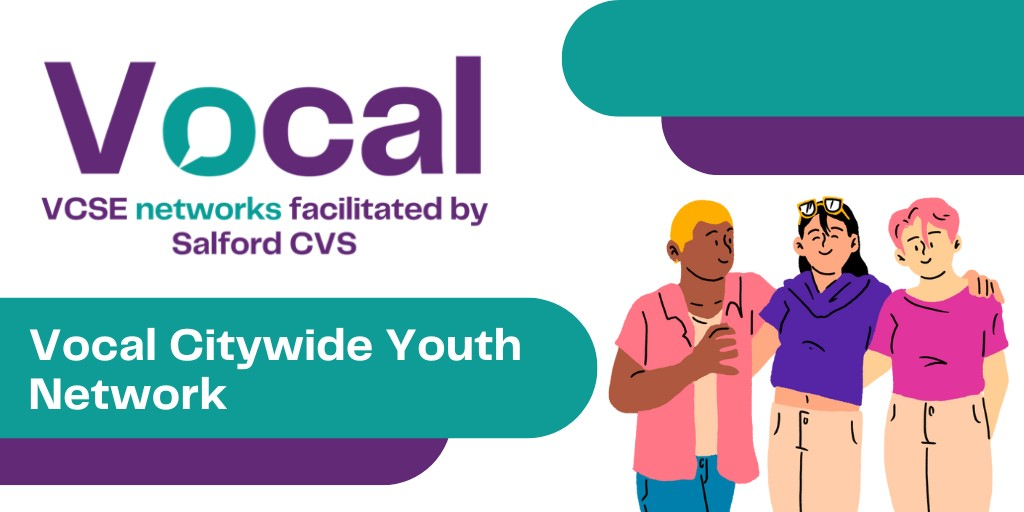 Vocal
VCSE networks facilitated by
Salford CVS
Vocal Citywide Youth
Network